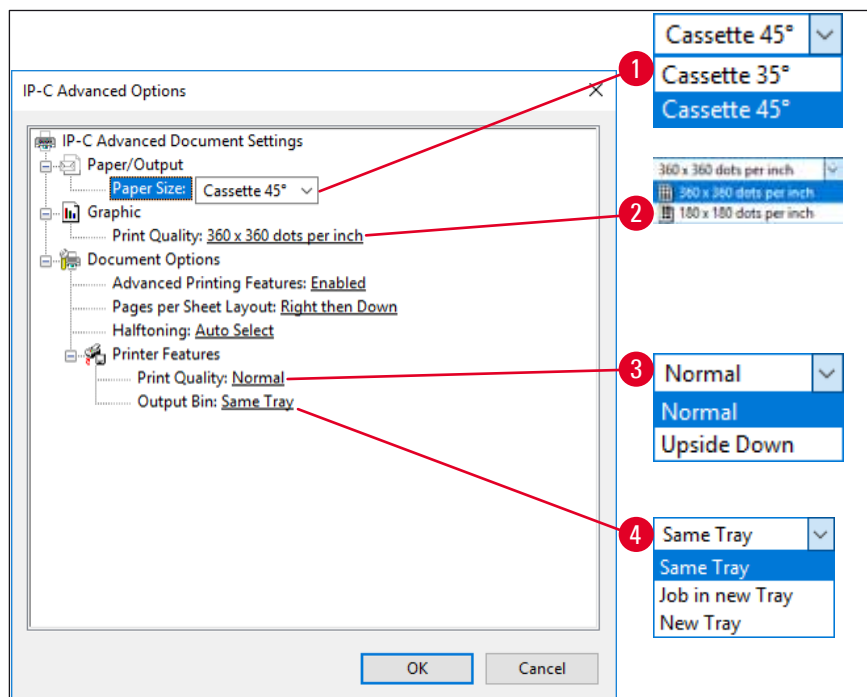 IP-C Advanced Options
IP-C Advanced Document Settings
Paper/Output
Paper Size: Cassette 45°
Graphic
Print Quality: 360 x 360 dots per inch
Document Options
Advanced Printing Features: Enabled
Pages per Sheet Layout: Right then Down
Halftoning: Auto Select
Printer Features
Print Quality: Normal
Output Bin: Same Tray
OK Cancel
1
Cassette 45°
Cassette 35°
Cassette 45°
2
360 x 360 dots per inch
360 x 360 dots per inch
180 x 180 dots per inch
3
Normal
Normal
Upside Down
4
Same Tray
Same Tray
Job in new Tray
New Tray